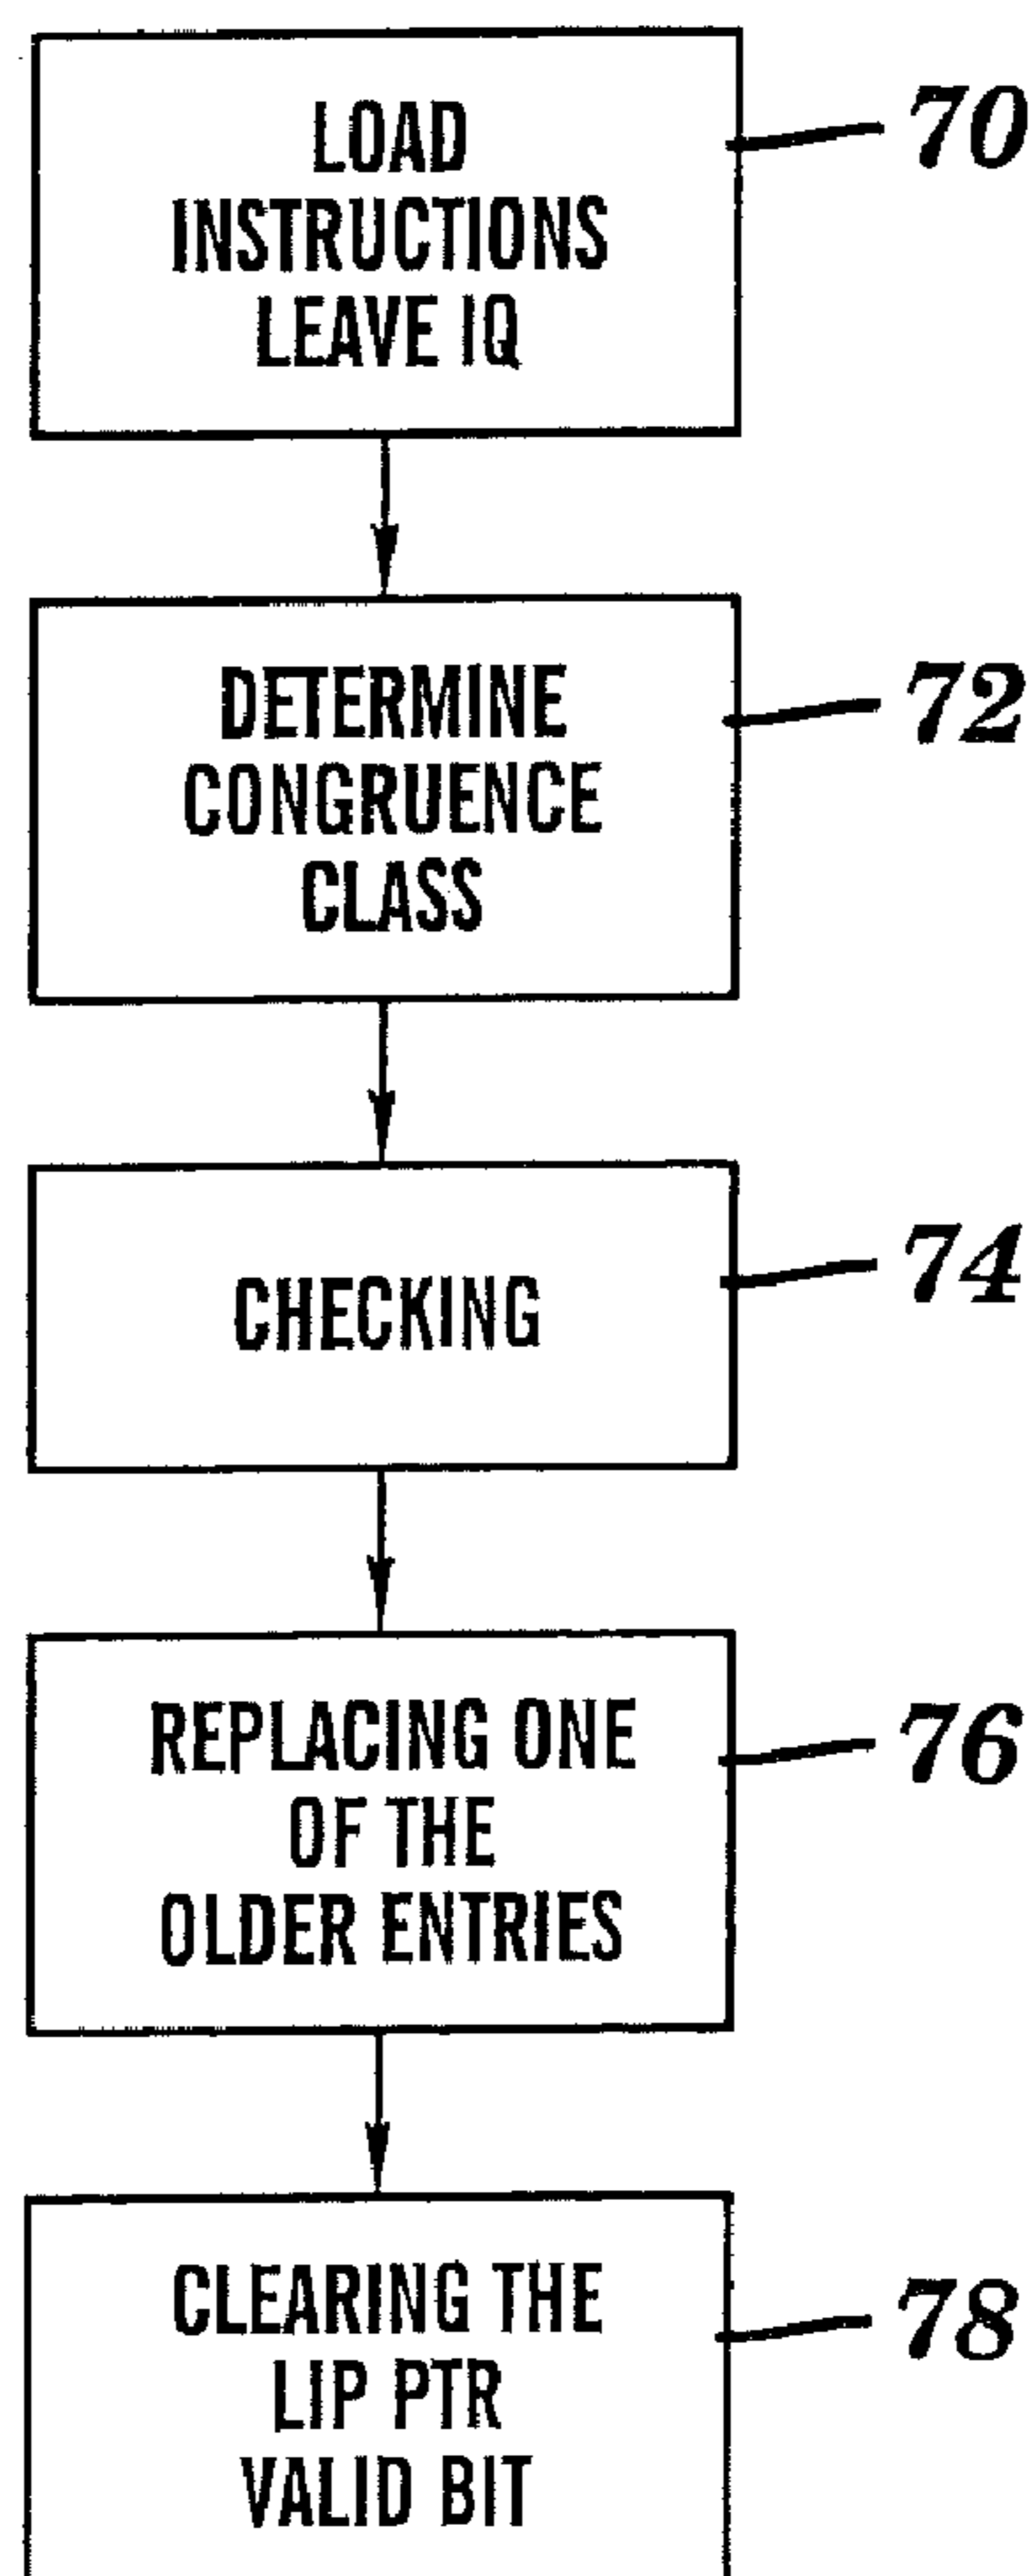 LOAD
INSTRUCTIONS
LEAVE IQ
70
DETERMINE
CONGRUENCE
CLASS
72
CHECKING
74
REPLACING ONE
OF THE
OLDER ENTRIES
76
CLEARING THE
LIP PTR
VALID BIT
78